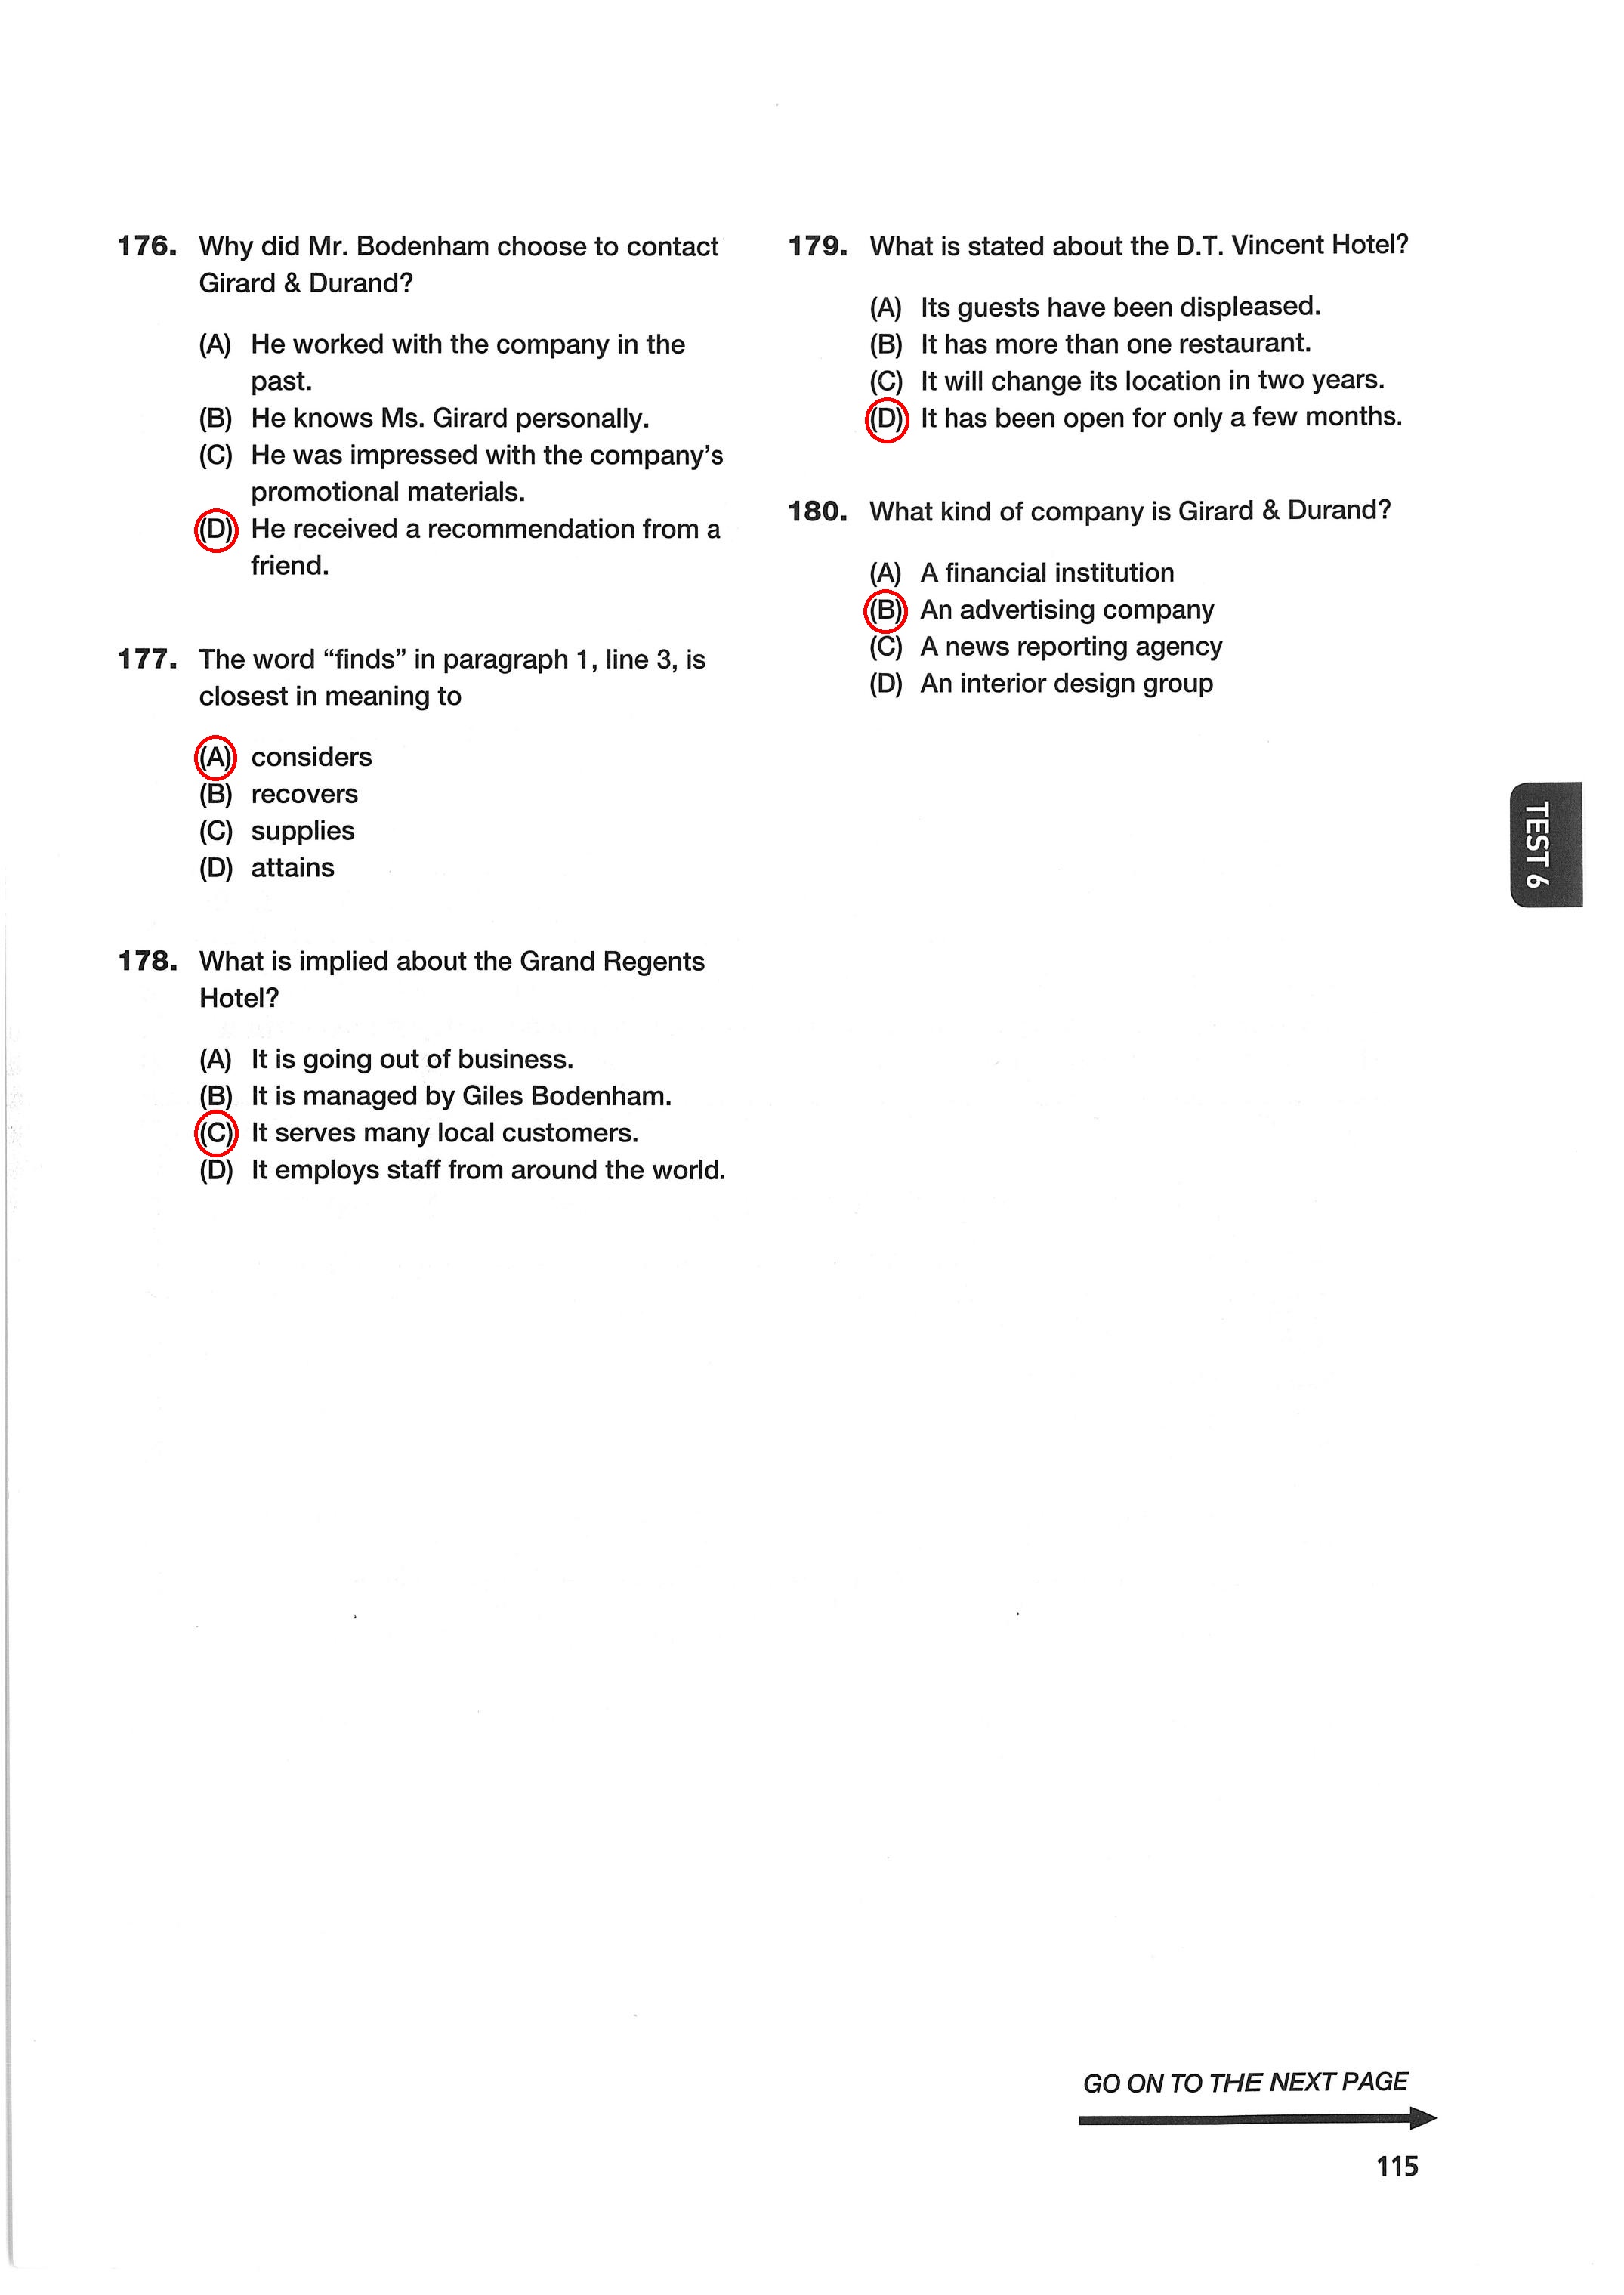 176. Why did Mr. Bodenham choose to contact
Girard & Durand?
(A) He worked with the company in the
past.
(B) He knows Ms. Girard personally.
(C) He was impressed with the company's
promotional materials.
(D) He received a recommendation from a
friend.
177. The word “finds” in paragraph 1, line 3, is
closest in meaning to
(A) considers
(B) recovers
(C) supplies
(D) attains
178. What is implied about the Grand Regents
Hotel?
(A) It is going out of business.
(B) It is managed by Giles Bodenham.
(C) It serves many local customers.
(D) It employs staff from around the world.
179. What is stated about the D.T. Vincent Hotel?
(A) Its guests have been displeased.
(B) It has more than one restaurant.
(C) It will change its location in two years.
(D) It has been open for only a few months.
180. What kind of company is Girard & Durand?
(A) A financial institution
(B) An advertising company
(C) A news reporting agency
(D) An interior design group
TEST 6
GO ON TO THE NEXT PAGE
115